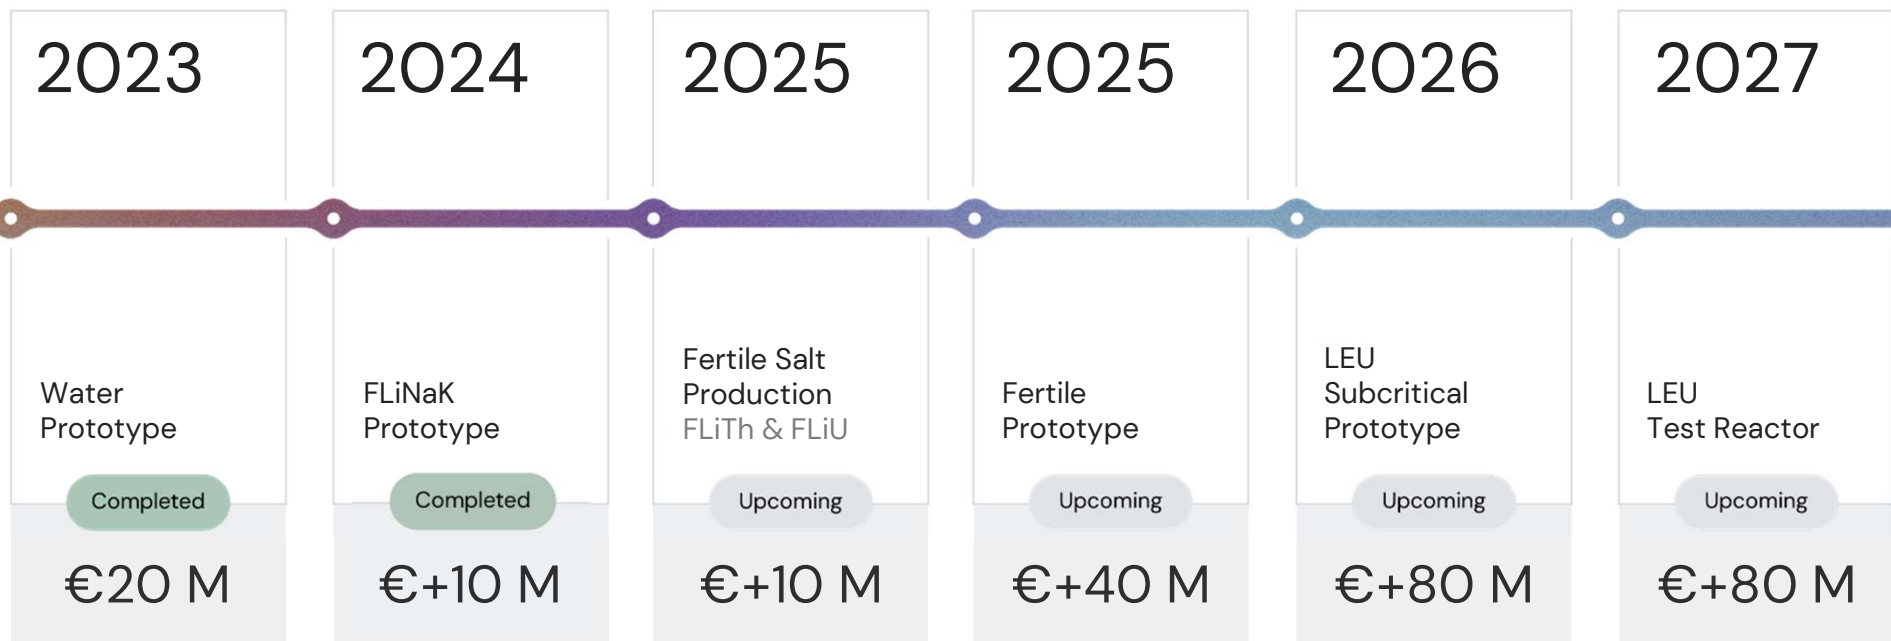 2023
2024
2025
2025
2026
2027
Water
Prototype
FLiNaK
Prototype
Fertile Salt
Production
FLiTh & FLiU
Fertile
Prototype
LEU
Subcritical
Prototype
LEU
Test Reactor
Completed
Completed
Upcoming
Upcoming
Upcoming
Upcoming
€20 M
€+10 M
€+10 M
€+40 M
€+80 M
€+80 M